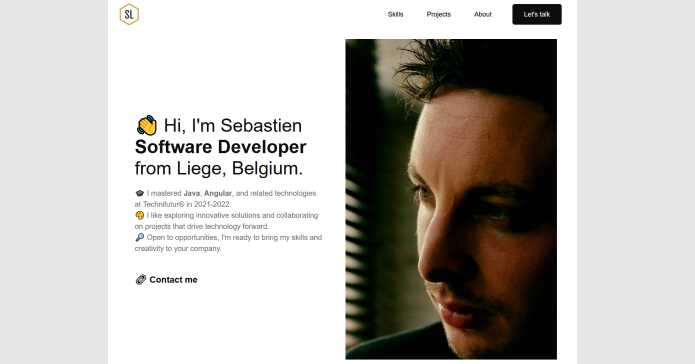 SL
Skills Projects About Let's talk
👋 Hi, I'm Sebastien
Software Developer
from Liege, Belgium.
🎓 I mastered Java, Angular, and related technologies
at Technifutur® in 2021-2022.
I like exploring innovative solutions and collaborating
on projects that drive technology forward.
🔎 Open to opportunities, I'm ready to bring my skills and
creativity to your company.
🔗 Contact me